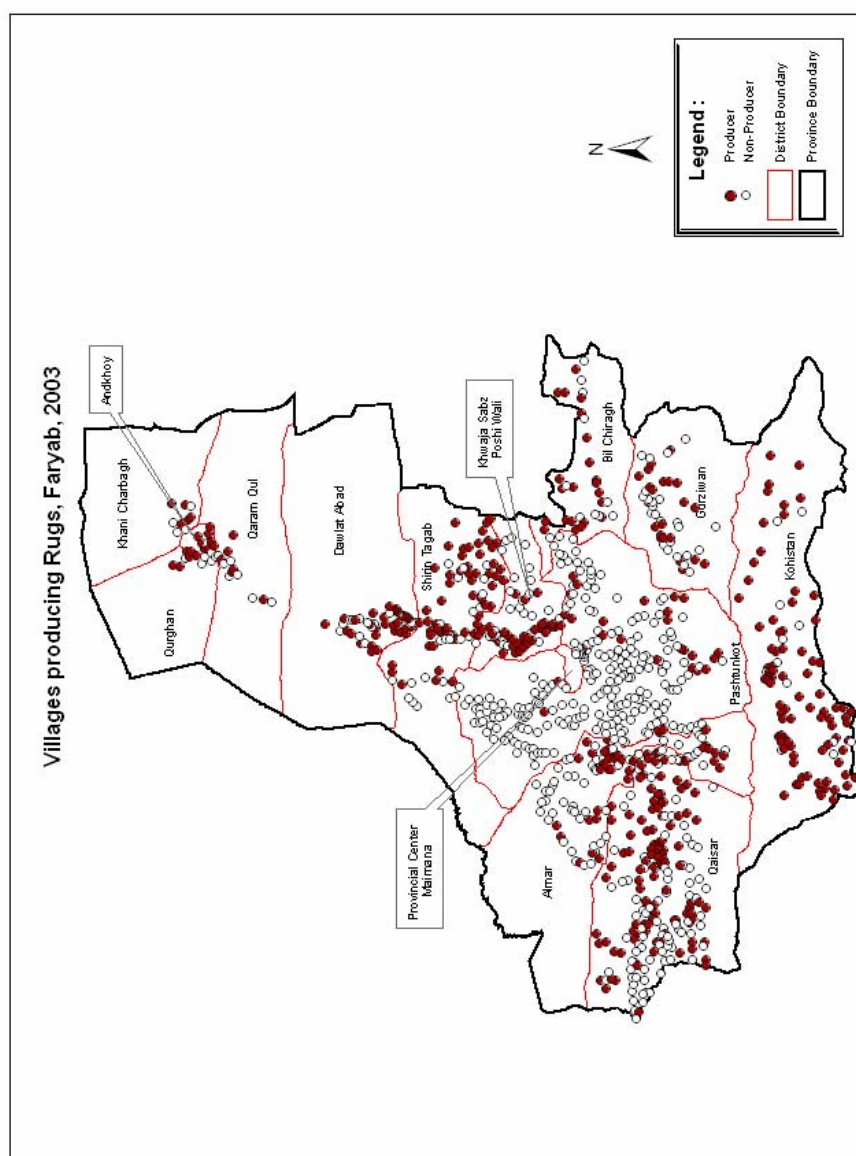 Villages producing Rugs, Faryab, 2003
Andkhoy
Khani Charbagh
Qurghan
Qaram Qul
Dawlat Abad
Shirin Tagab
Khwaja Sabz
Poshi Wali
Bil Chiragh
Gurziwan
Provincial Center
Maimana
Almar
Pashtunkot
Qaisar
Kohistan
N
Legend :
Producer
Non-Producer
District Boundary
Province Boundary